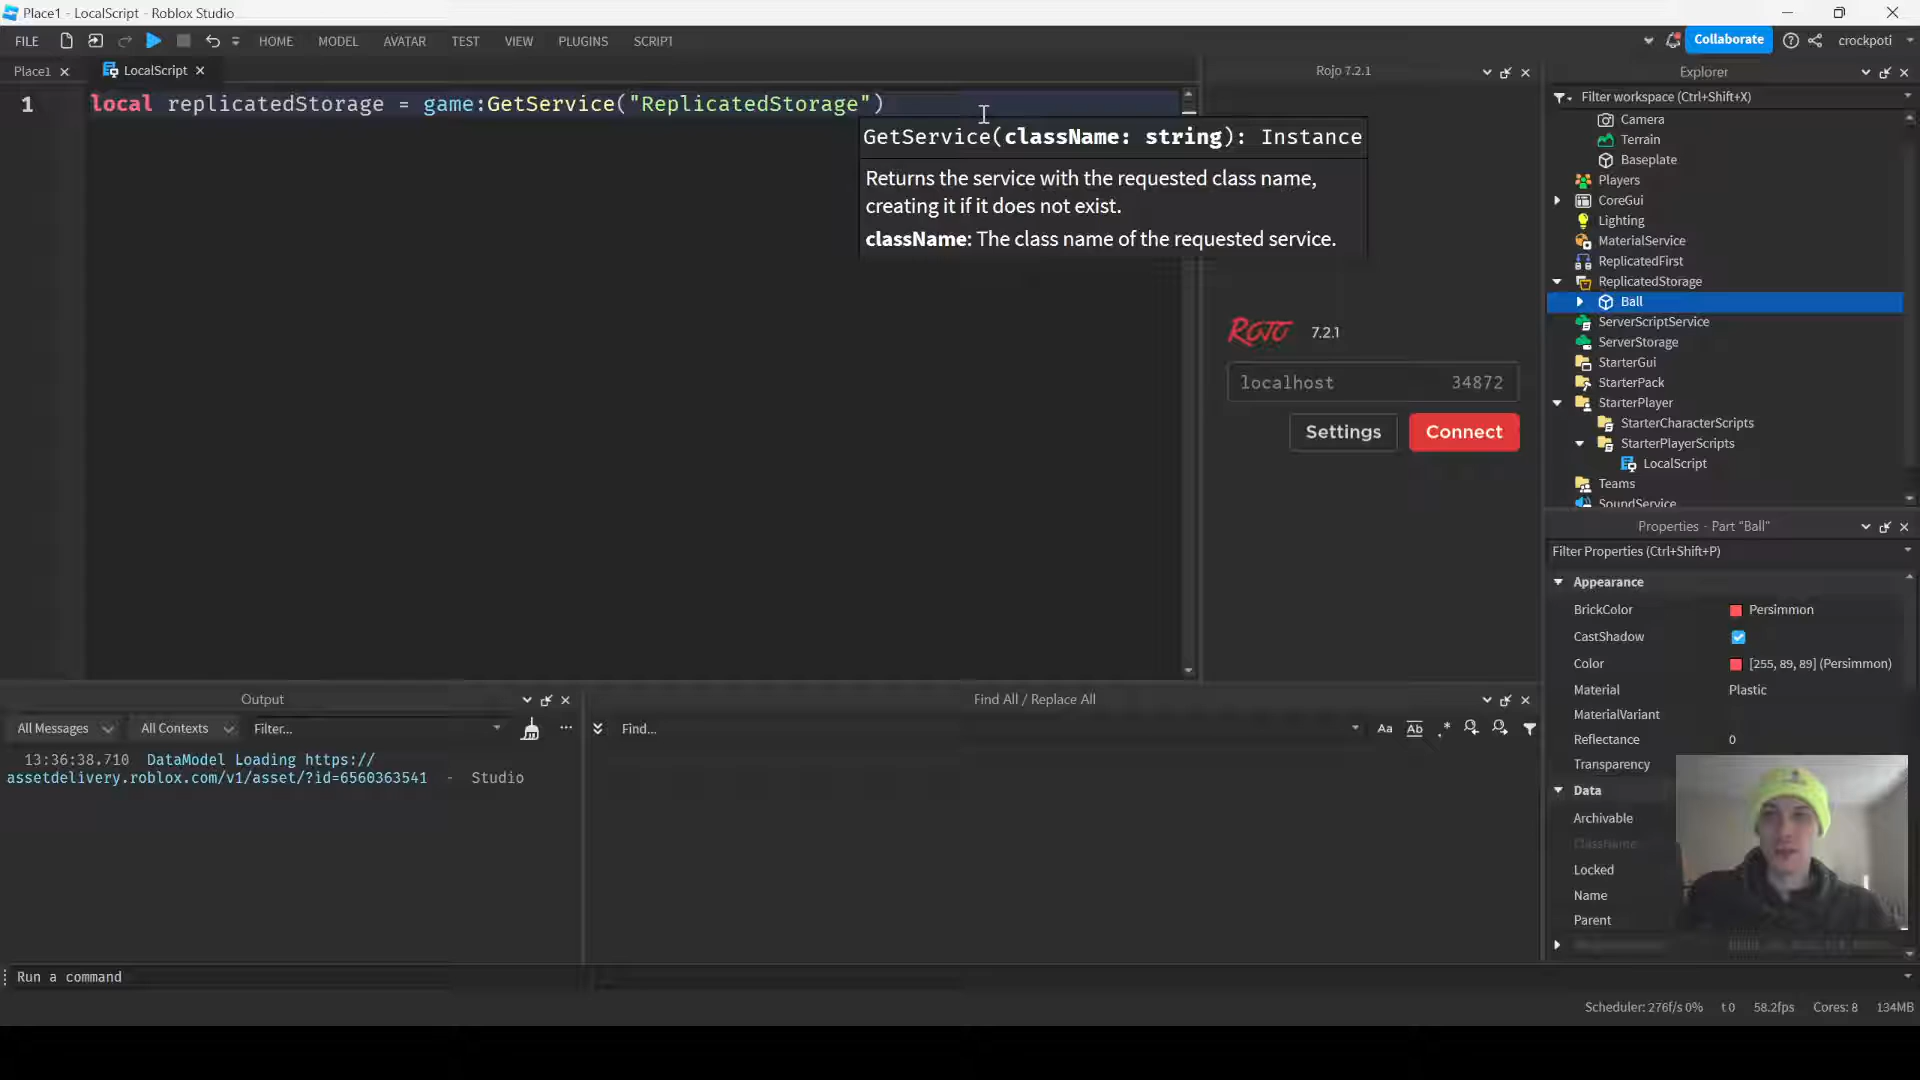 Place1 - LocalScript - Roblox Studio
FILE HOME MODEL AVATAR TEST VIEW PLUGINS SCRIPT Collaborate crockpoti
Place1 LocalScript
1 local replicatedStorage = game:GetService("ReplicatedStorage")
GetService(className: string): Instance
Returns the service with the requested class name,
creating it if it does not exist.
className: The class name of the requested service.
Rojo 7.2.1
ROJO 7.2.1
localhost 34872
Settings Connect
Explorer
Filter workspace (Ctrl+Shift+X)
Camera
Terrain
Baseplate
Players
CoreGui
Lighting
MaterialService
ReplicatedFirst
ReplicatedStorage
Ball
ServerScriptService
ServerStorage
StarterGui
StarterPack
StarterPlayer
StarterCharacterScripts
StarterPlayerScripts
LocalScript
Teams
SoundService
Properties - Part "Ball"
Filter Properties (Ctrl+Shift+P)
Appearance
BrickColor Persimmon
CastShadow
Color [255, 89, 89] (Persimmon)
Material Plastic
MaterialVariant
Reflectance 0
Transparency
Data
Archivable
ClassName
Locked
Name
Parent
Output
All Messages All Contexts Filter...
13:36:38.710 DataModel Loading https://
assetdelivery.roblox.com/v1/asset/?id=6560363541 - Studio
Find All / Replace All
Find... Aa Ab .*
Run a command
Scheduler: 276f/s 0% t 0 58.2fps Cores: 8 134MB